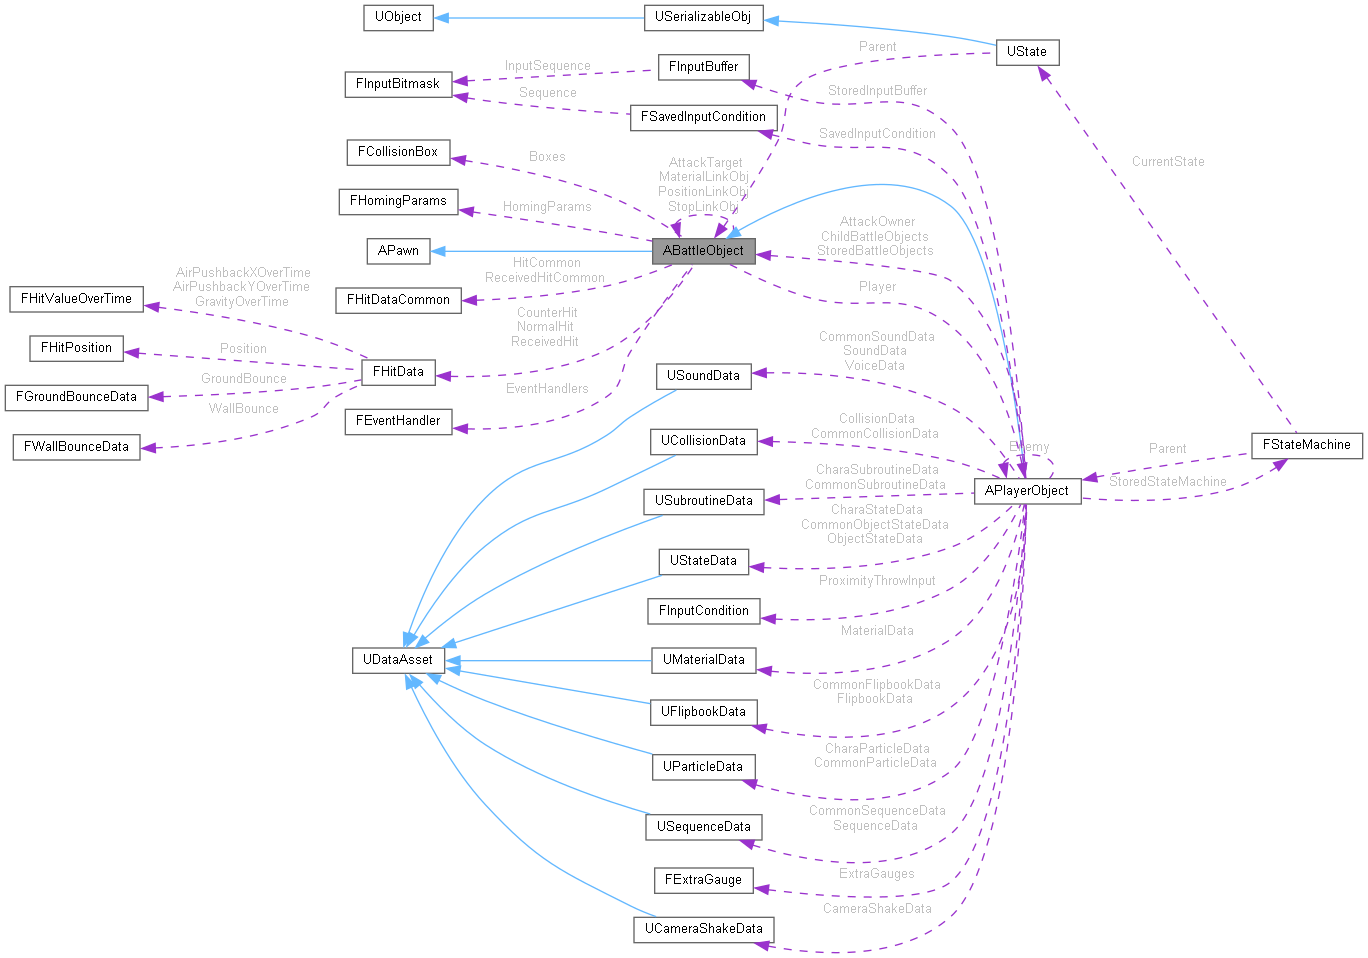 UObject
USerializableObj
UState
Parent
FInputBuffer
InputSequence
FInputBitmask
Sequence
StoredInputBuffer
FSavedInputCondition
SavedInputCondition
FCollisionBox
Boxes
AttackTarget
MaterialLinkObj
PositionLinkObj
StopLinkObj
CurrentState
FHomingParams
HomingParams
AttackOwner
ChildBattleObjects
StoredBattleObjects
APawn
ABattleObject
HitCommon
ReceivedHitCommon
Player
AirPushbackXOverTime
AirPushbackYOverTime
GravityOverTime
FHitValueOverTime
FHitDataCommon
CounterHit
NormalHit
ReceivedHit
FHitPosition
Position
CommonSoundData
SoundData
VoiceData
FHitData
USoundData
GroundBounce
FGroundBounceData
EventHandlers
WallBounce
FEventHandler
CollisionData
CommonCollisionData
FWallBounceData
UCollisionData
Enemy
Parent
FStateMachine
CharaSubroutineData
CommonSubroutineData
StoredStateMachine
APlayerObject
USubroutineData
CharaStateData
CommonObjectStateData
ObjectStateData
UStateData
ProximityThrowInput
FInputCondition
MaterialData
UDataAsset
UMaterialData
CommonFlipbookData
FlipbookData
UFlipbookData
CharaParticleData
CommonParticleData
UParticleData
CommonSequenceData
SequenceData
USequenceData
ExtraGauges
FExtraGauge
CameraShakeData
UCameraShakeData